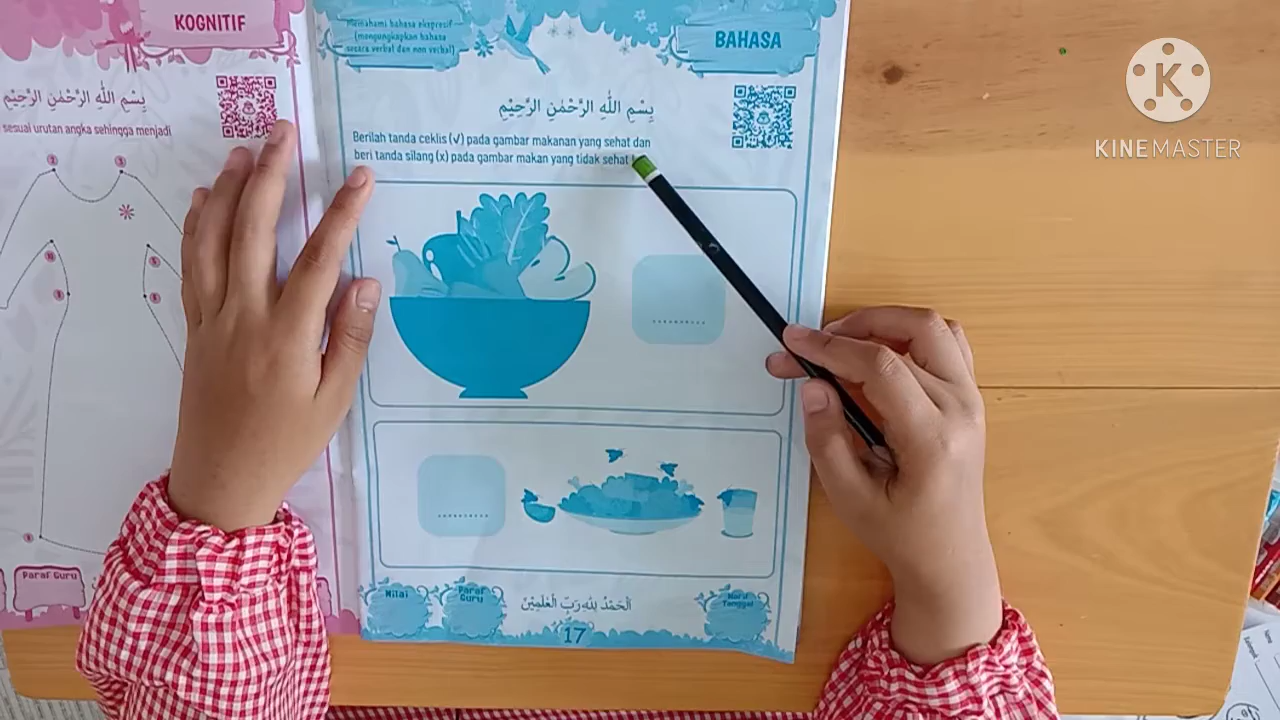 KOGNITIF
بِسْمِ اللّٰهِ الرَّحْمٰنِ الرَّحِيْمِ
sesuai urutan angka sehingga menjadi
Paraf Guru
Memahami bahasa ekspresif
(mengungkapkan bahasa
secara verbal dan non verbal)
BAHASA
بِسْمِ اللّٰهِ الرَّحْمٰنِ الرَّحِيْمِ
Berilah tanda ceklis (√) pada gambar makanan yang sehat dan
beri tanda silang (x) pada gambar makan yang tidak sehat
..........
..........
Nilai
Paraf
Guru
اَلْحَمْدُ لِلّٰهِ رَبِّ الْعٰلَمِيْنَ
Hari/
Tanggal
17
KINEMASTER